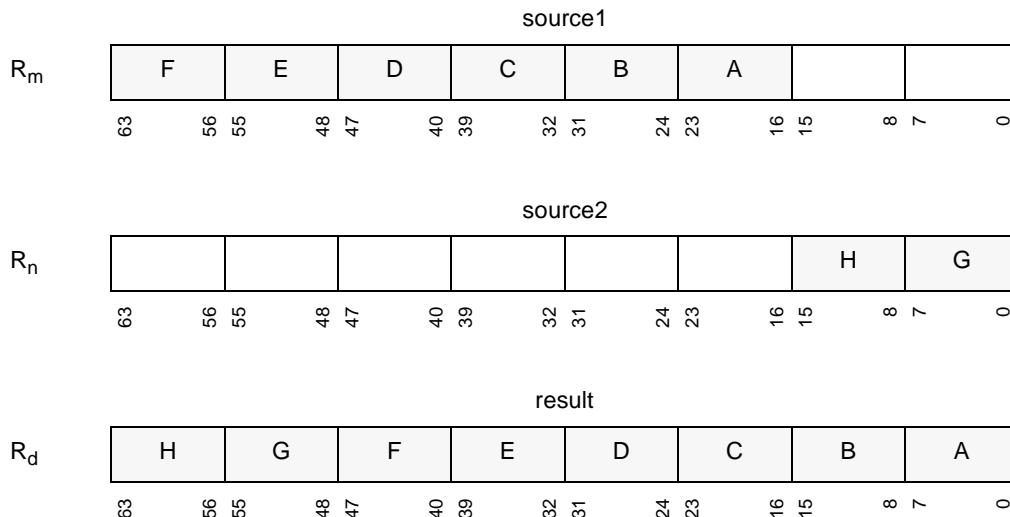 source1
Rm F E D C B A
63 56 55 48 47 40 39 32 31 24 23 16 15 8 7 0
source2
Rn H G
63 56 55 48 47 40 39 32 31 24 23 16 15 8 7 0
result
Rd H G F E D C B A
63 56 55 48 47 40 39 32 31 24 23 16 15 8 7 0